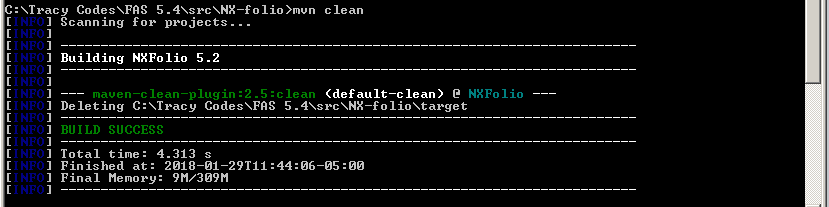 C:\Tracy Codes\FAS 5.4\src\NX-folio>mvn clean
[INFO] Scanning for projects...
[INFO]
[INFO] ------------------------------------------------------------------------
[INFO] Building NXFolio 5.2
[INFO] ------------------------------------------------------------------------
[INFO]
[INFO] --- maven-clean-plugin:2.5:clean (default-clean) @ NXFolio ---
[INFO] Deleting C:\Tracy Codes\FAS 5.4\src\NX-folio\target
[INFO] ------------------------------------------------------------------------
[INFO] BUILD SUCCESS
[INFO] ------------------------------------------------------------------------
[INFO] Total time: 4.313 s
[INFO] Finished at: 2018-01-29T11:44:06-05:00
[INFO] Final Memory: 9M/309M
[INFO] ------------------------------------------------------------------------